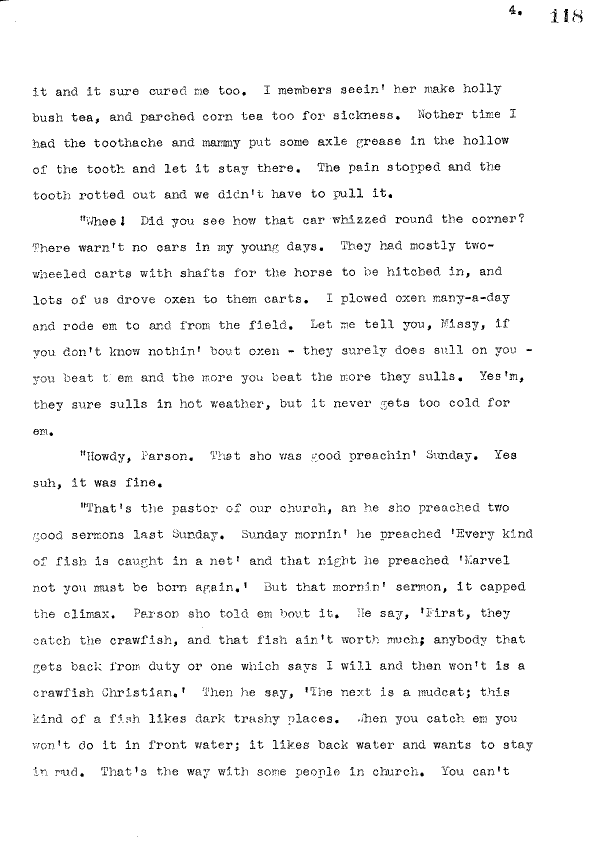 4. 118
it and it sure cured me too. I members seein' her make holly
bush tea, and parched corn tea too for sickness. Nother time I
had the toothache and mammy put some axle grease in the hollow
of the tooth and let it stay there. The pain stopped and the
tooth rotted out and we didn't have to pull it.
"Whee! Did you see how that car whizzed round the corner?
There warn't no cars in my young days. They had mostly two-
wheeled carts with shafts for the horse to be hitched in, and
lots of us drove oxen to them carts. I plowed oxen many-a-day
and rode em to and from the field. Let me tell you, Missy, if
you don't know nothin' bout oxen - they surely does sull on you -
you beat t em and the more you beat the more they sulls. Yes'm,
they sure sulls in hot weather, but it never gets too cold for
em.
"Howdy, Parson. That sho was good preachin' Sunday. Yes
suh, it was fine.
"That's the pastor of our church, an he sho preached two
good sermons last Sunday. Sunday mornin' he preached 'Every kind
of fish is caught in a net' and that night he preached 'Marvel
not you must be born again.' But that mornin' sermon, it capped
the climax. Parson sho told em bout it. He say, 'First, they
catch the crawfish, and that fish ain't worth much; anybody that
gets back from duty or one which says I will and then won't is a
crawfish Christian.' Then he say, 'The next is a mudcat; this
kind of a fish likes dark trashy places. When you catch em you
won't do it in front water; it likes back water and wants to stay
in mud. That's the way with some people in church. You can't